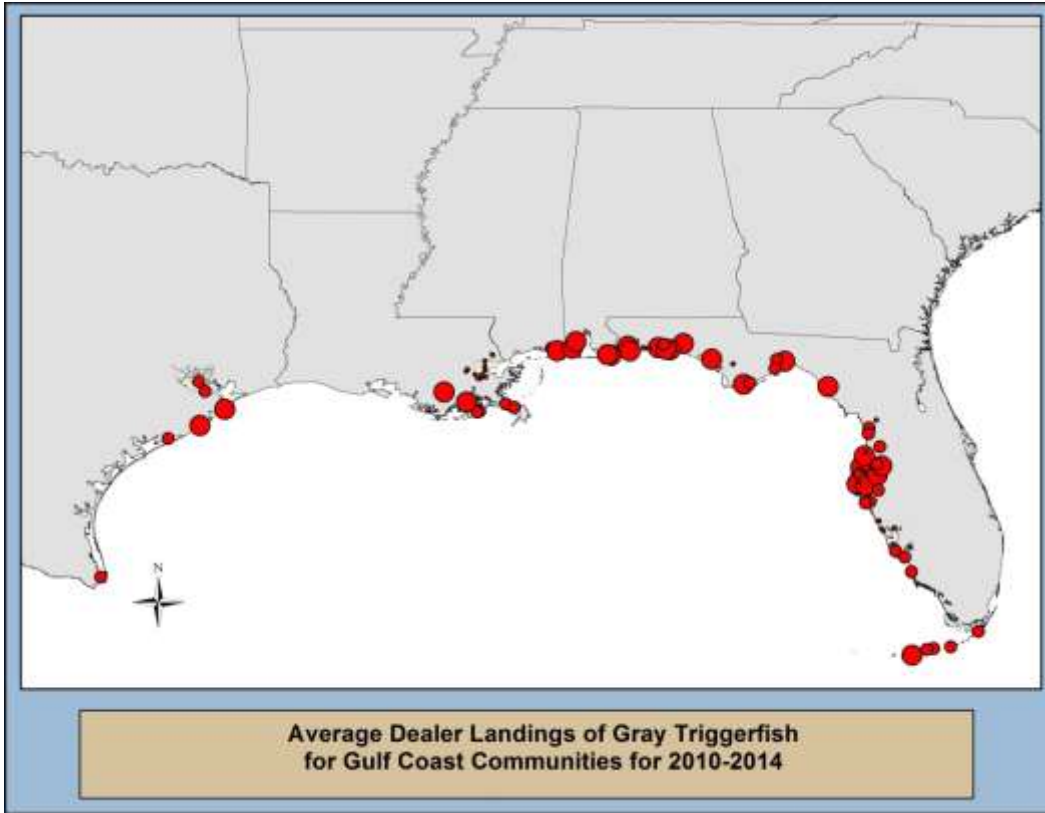 N
Average Dealer Landings of Gray Triggerfish
for Gulf Coast Communities for 2010-2014